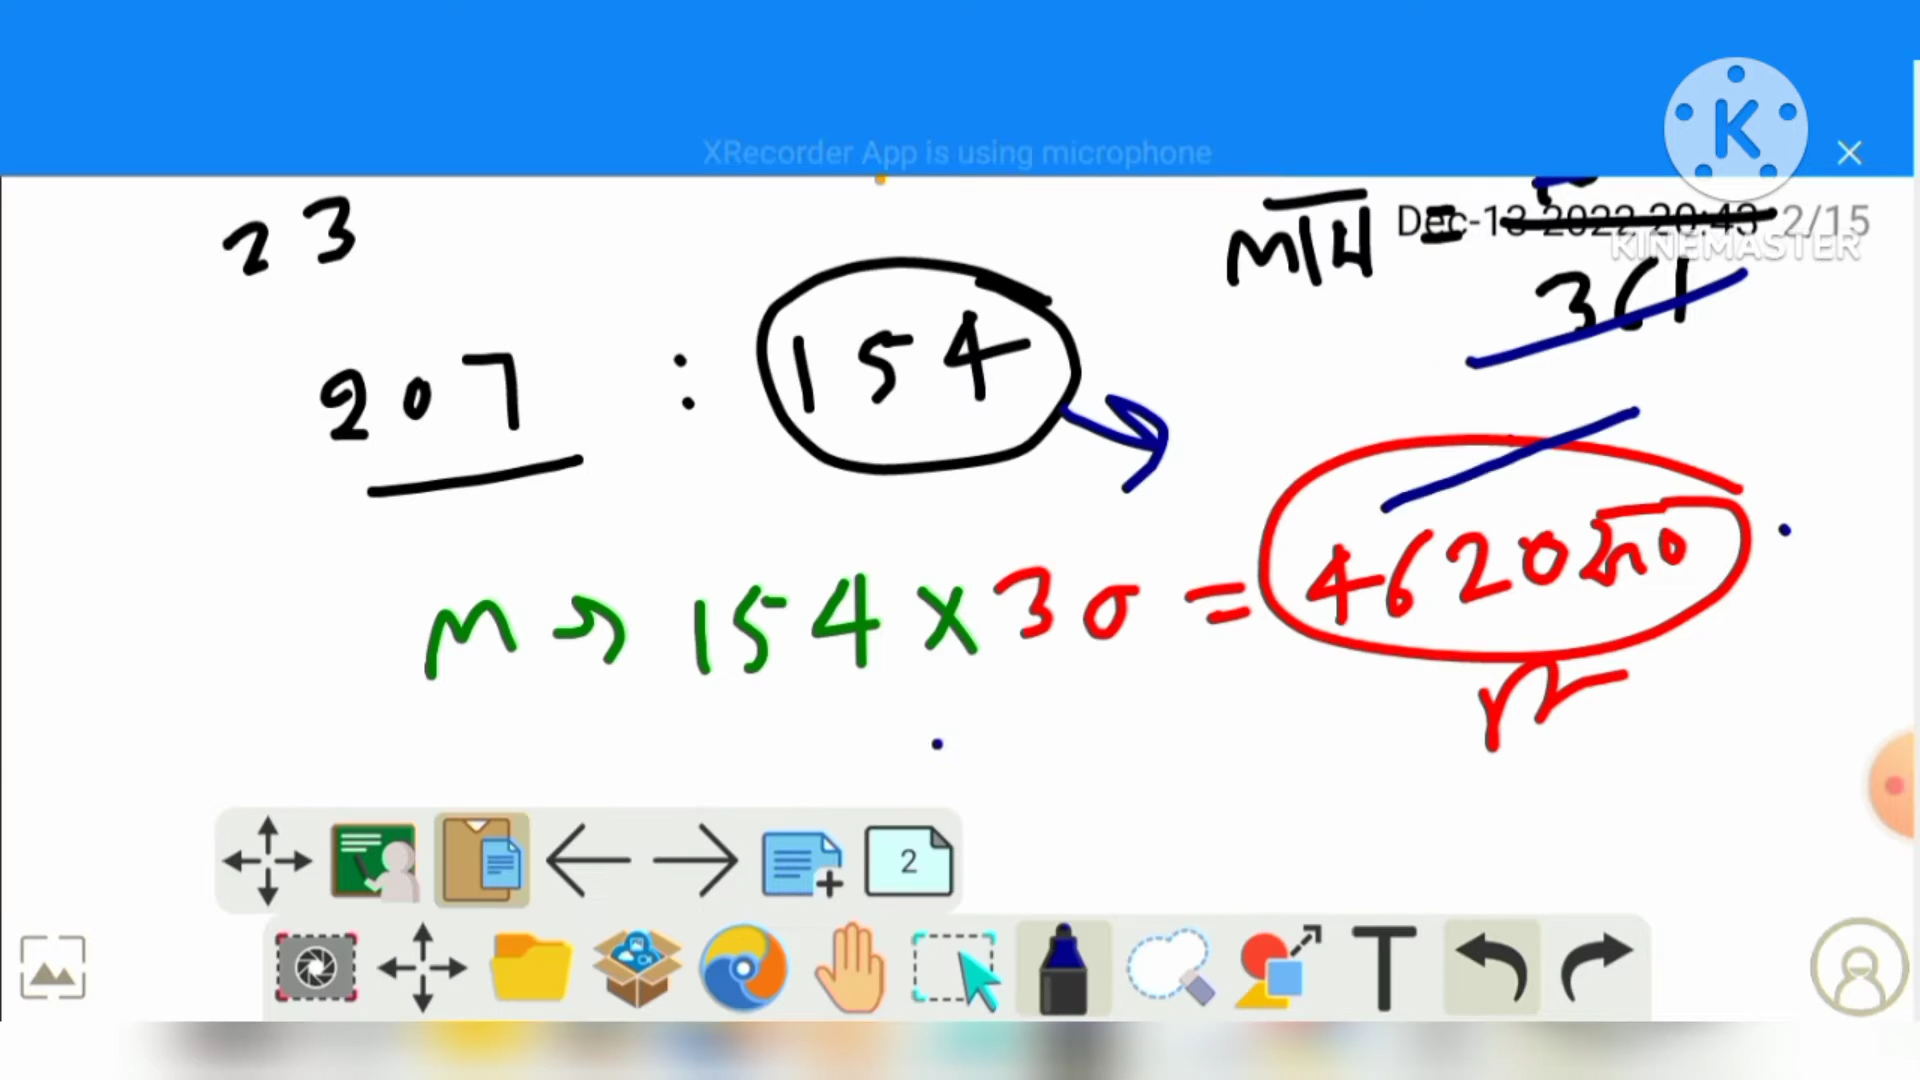 XRecorder App is using microphone
K
Dec-13 2022 20:43 2/15
KINEMASTER
23
361
207 : 154
M → 154 × 30 = 4620
2
T